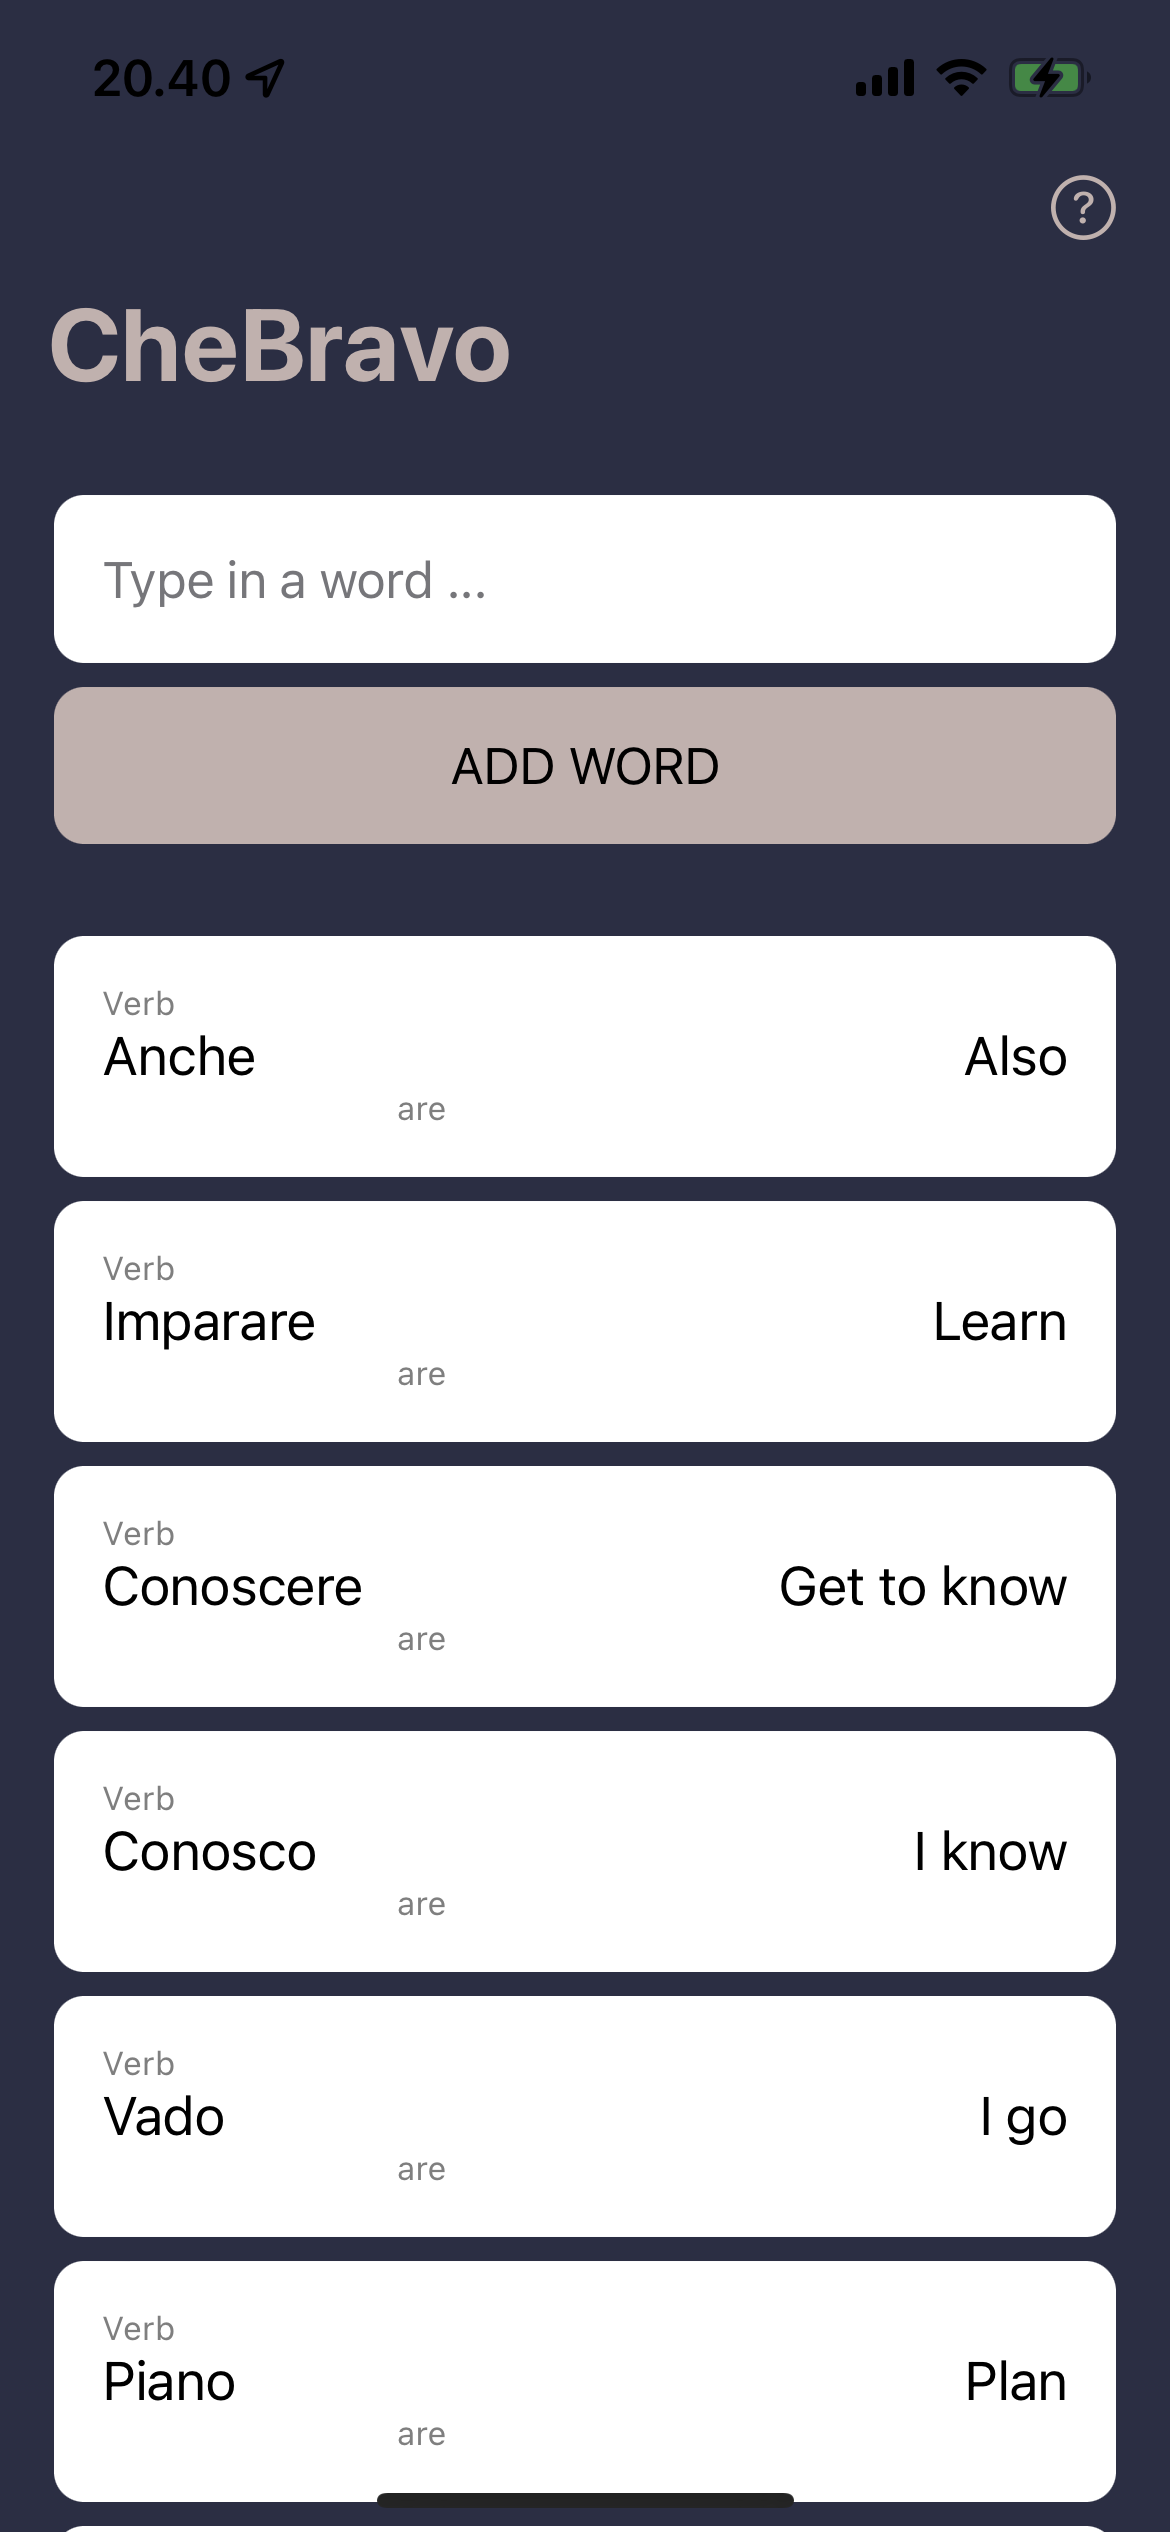 20.40
?
CheBravo
Type in a word ...
ADD WORD
Verb
Anche
Also
are
Verb
Imparare
Learn
are
Verb
Conoscere
Get to know
are
Verb
Conosco
I know
are
Verb
Vado
I go
are
Verb
Piano
Plan
are